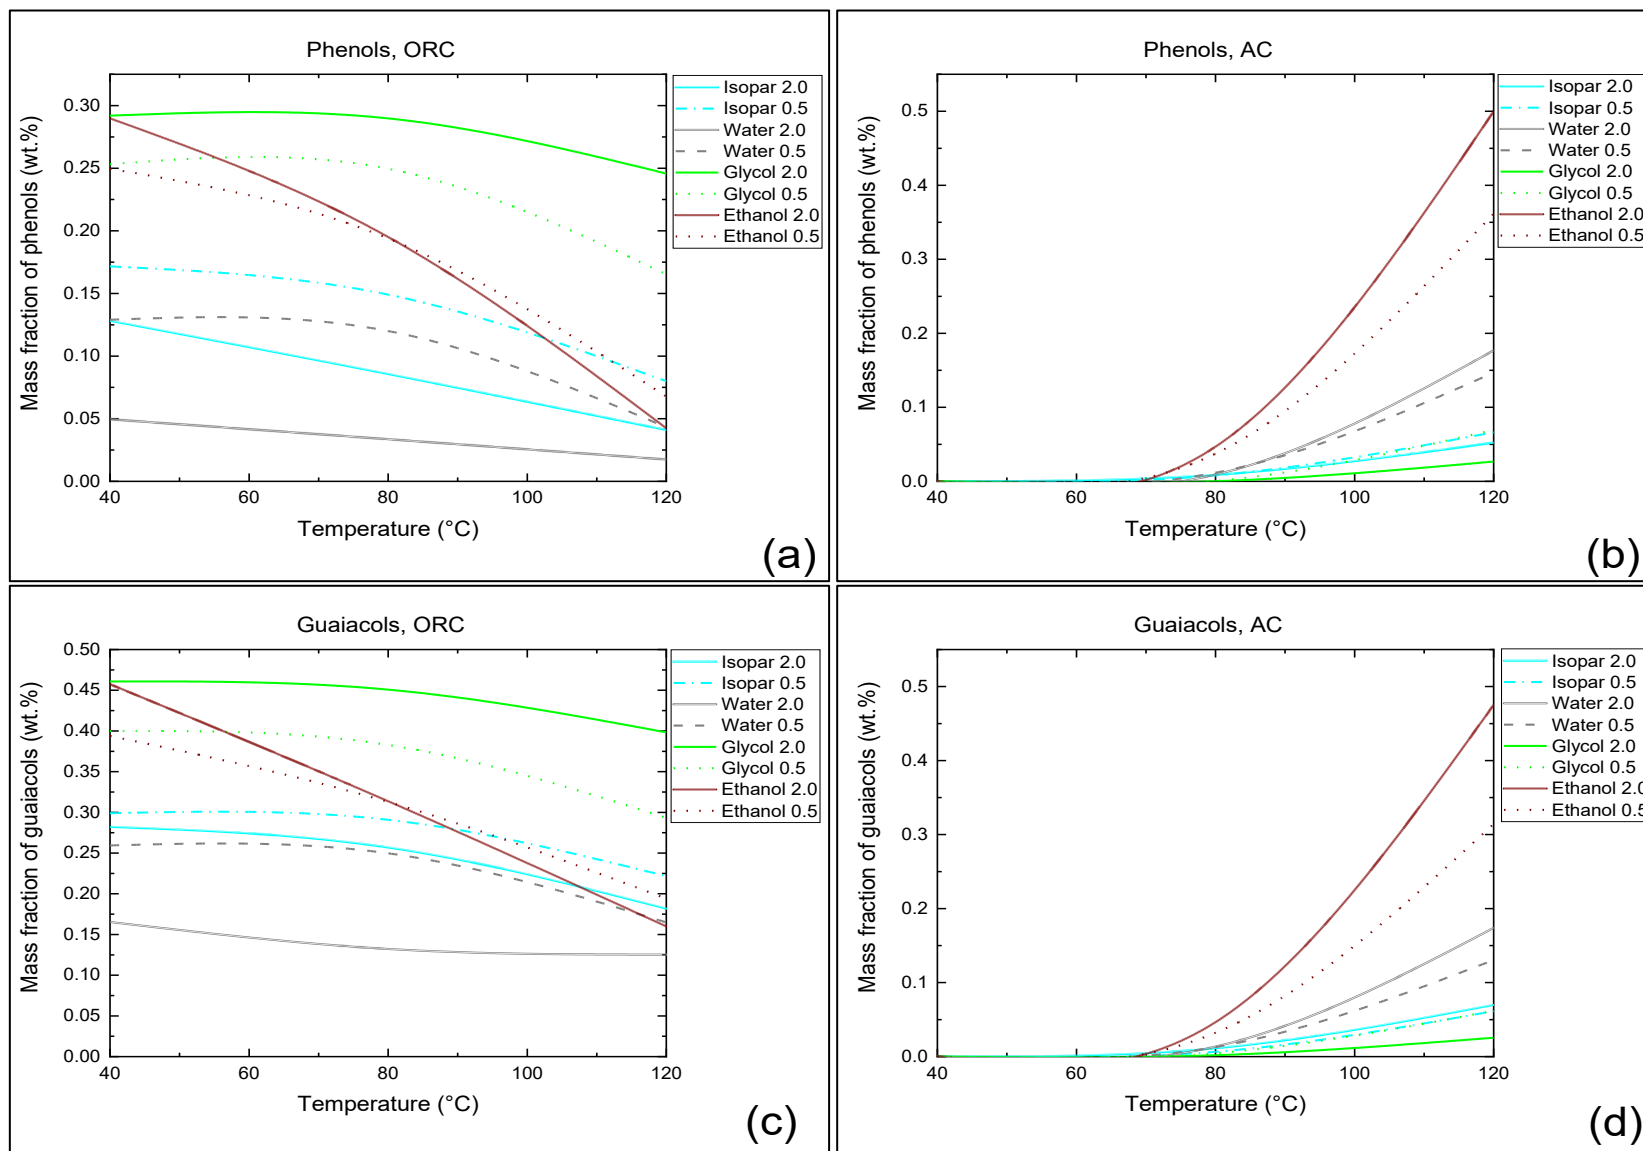 Phenols, ORC
Mass fraction of phenols (wt.%)
0.30
0.25
0.20
0.15
0.10
0.05
0.00
40 60 80 100 120
Temperature (°C)
Isopar 2.0
Isopar 0.5
Water 2.0
Water 0.5
Glycol 2.0
Glycol 0.5
Ethanol 2.0
Ethanol 0.5
(a)
Phenols, AC
Mass fraction of phenols (wt.%)
0.5
0.4
0.3
0.2
0.1
0.0
40 60 80 100 120
Temperature (°C)
Isopar 2.0
Isopar 0.5
Water 2.0
Water 0.5
Glycol 2.0
Glycol 0.5
Ethanol 2.0
Ethanol 0.5
(b)
Guaiacols, ORC
Mass fraction of guaiacols (wt.%)
0.50
0.45
0.40
0.35
0.30
0.25
0.20
0.15
0.10
0.05
0.00
40 60 80 100 120
Temperature (°C)
Isopar 2.0
Isopar 0.5
Water 2.0
Water 0.5
Glycol 2.0
Glycol 0.5
Ethanol 2.0
Ethanol 0.5
(c)
Guaiacols, AC
Mass fraction of guaiacols (wt.%)
0.5
0.4
0.3
0.2
0.1
0.0
40 60 80 100 120
Temperature (°C)
Isopar 2.0
Isopar 0.5
Water 2.0
Water 0.5
Glycol 2.0
Glycol 0.5
Ethanol 2.0
Ethanol 0.5
(d)